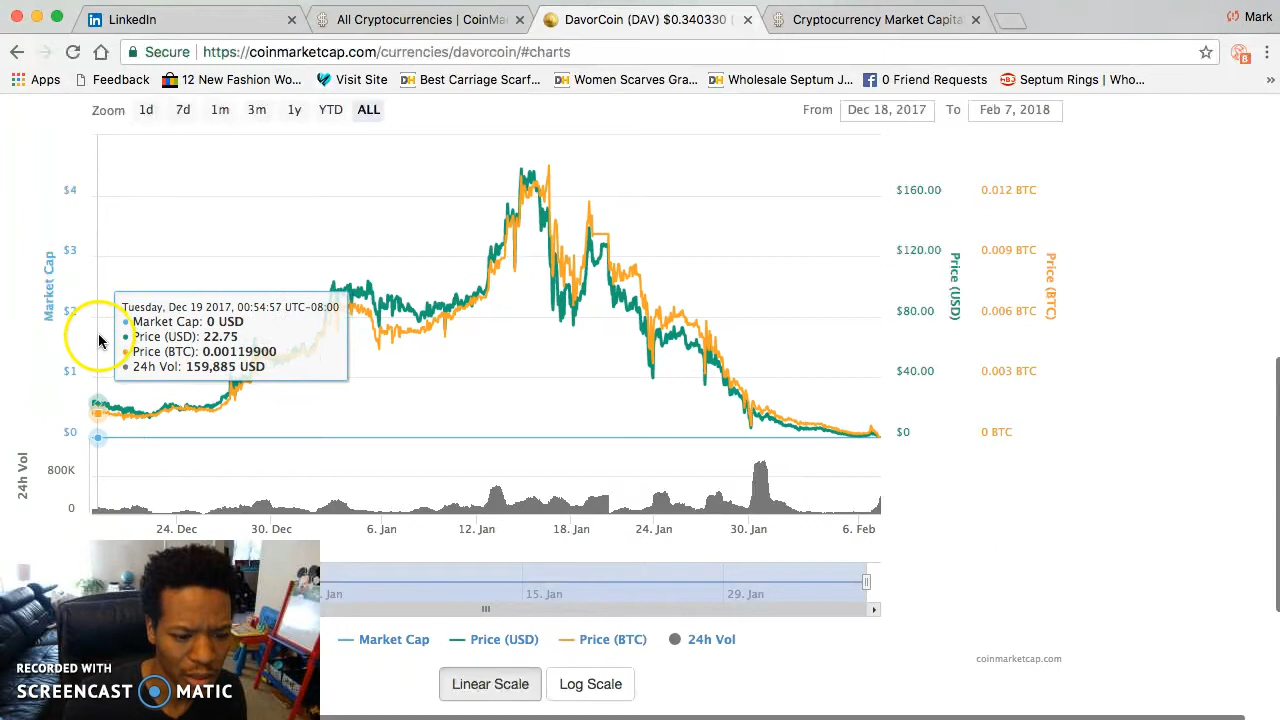 LinkedIn
All Cryptocurrencies | CoinMa
DavorCoin (DAV) $0.340330 (
Cryptocurrency Market Capita
Mark
Secure
https://coinmarketcap.com/currencies/davorcoin/#charts
Apps
Feedback
12 New Fashion Wo...
Visit Site
Best Carriage Scarf...
Women Scarves Gra...
Wholesale Septum J...
0 Friend Requests
Septum Rings | Who...
»
Zoom 1d 7d 1m 3m 1y YTD ALL
From Dec 18, 2017 To Feb 7, 2018
$4
$3
$2
$1
$0
Market Cap
$160.00
$120.00
$80.00
$40.00
$0
Price (USD)
0.012 BTC
0.009 BTC
0.006 BTC
0.003 BTC
0 BTC
Price (BTC)
Tuesday, Dec 19 2017, 00:54:57 UTC-08:00
Market Cap: 0 USD
Price (USD): 22.75
Price (BTC): 0.00119900
24h Vol: 159,885 USD
24h Vol
800K
0
24. Dec 30. Dec 6. Jan 12. Jan 18. Jan 24. Jan 30. Jan 6. Feb
Jan 15. Jan 29. Jan
Market Cap Price (USD) Price (BTC) 24h Vol
coinmarketcap.com
Linear Scale Log Scale
RECORDED WITH
SCREENCAST MATIC